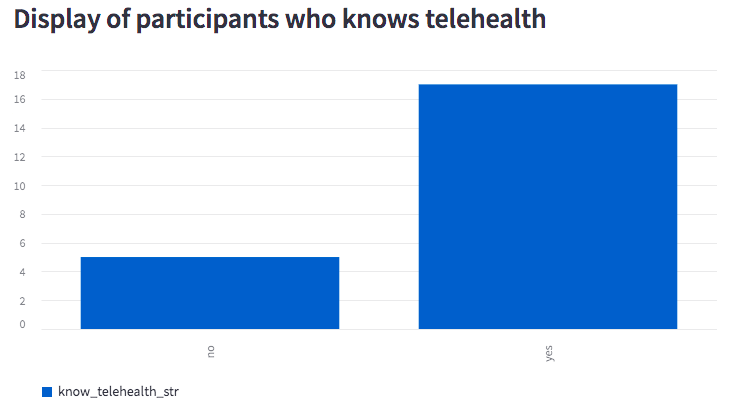 Display of participants who knows telehealth
18
16
14
12
10
8
6
4
2
0
no
yes
know_telehealth_str